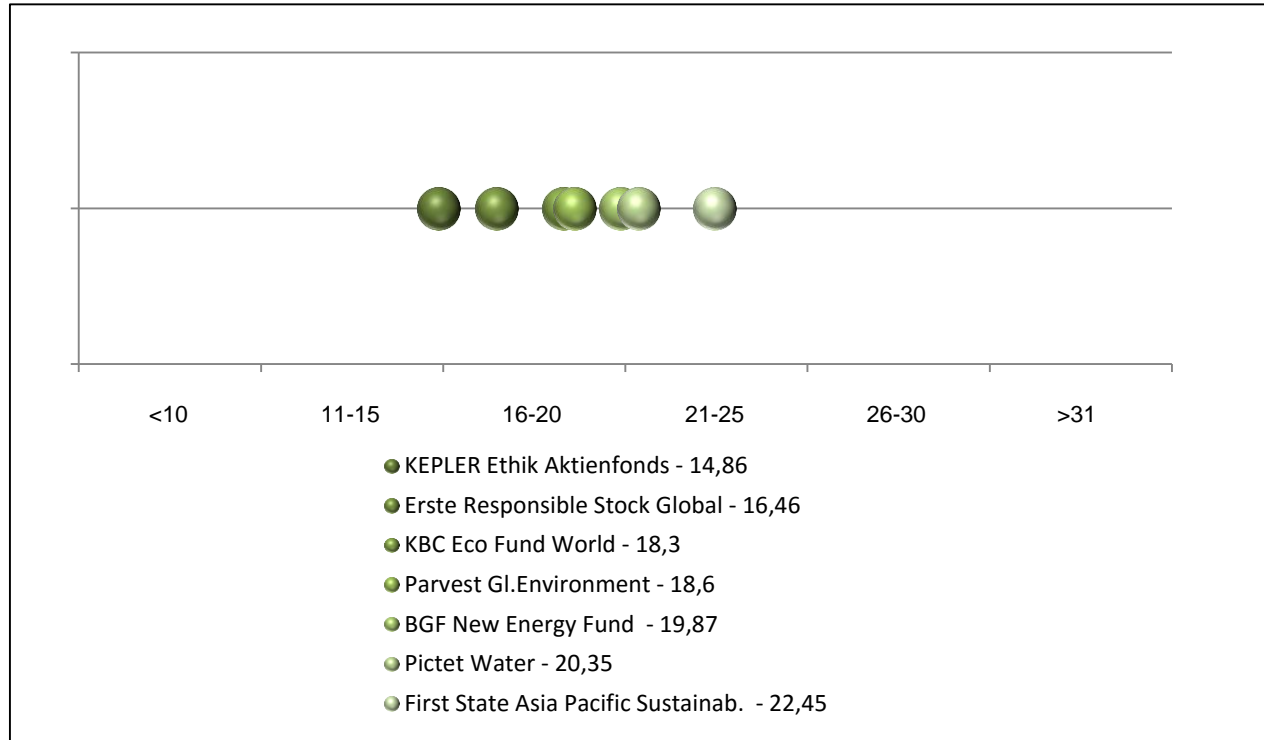 <10 11-15 16-20 21-25 26-30 >31
KEPLER Ethik Aktienfonds - 14,86
Erste Responsible Stock Global - 16,46
KBC Eco Fund World - 18,3
Parvest Gl.Environment - 18,6
BGF New Energy Fund - 19,87
Pictet Water - 20,35
First State Asia Pacific Sustainab. - 22,45